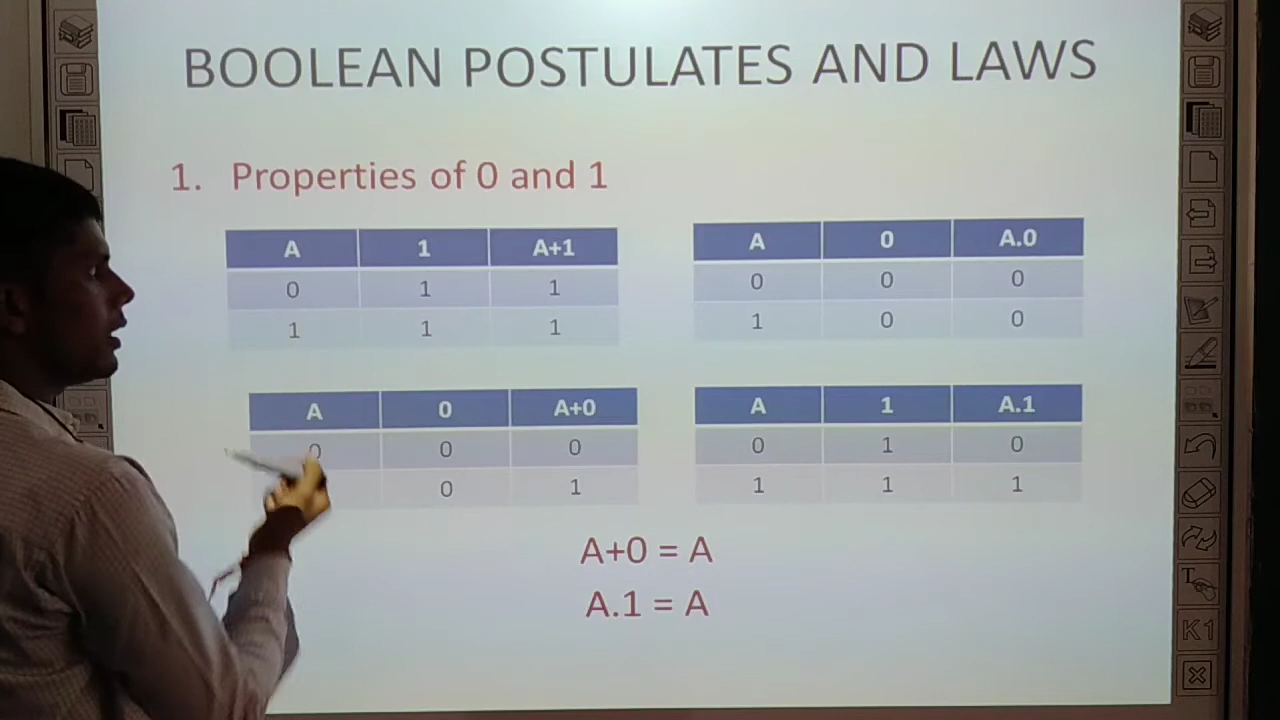 BOOLEAN POSTULATES AND LAWS
1. Properties of 0 and 1
A 1 A+1
0 1 1
1 1 1
A 0 A.0
0 0 0
1 0 0
A 0 A+0
0 0 0
0 1
A 1 A.1
0 1 0
1 1 1
A+0 = A
A.1 = A
T
K1